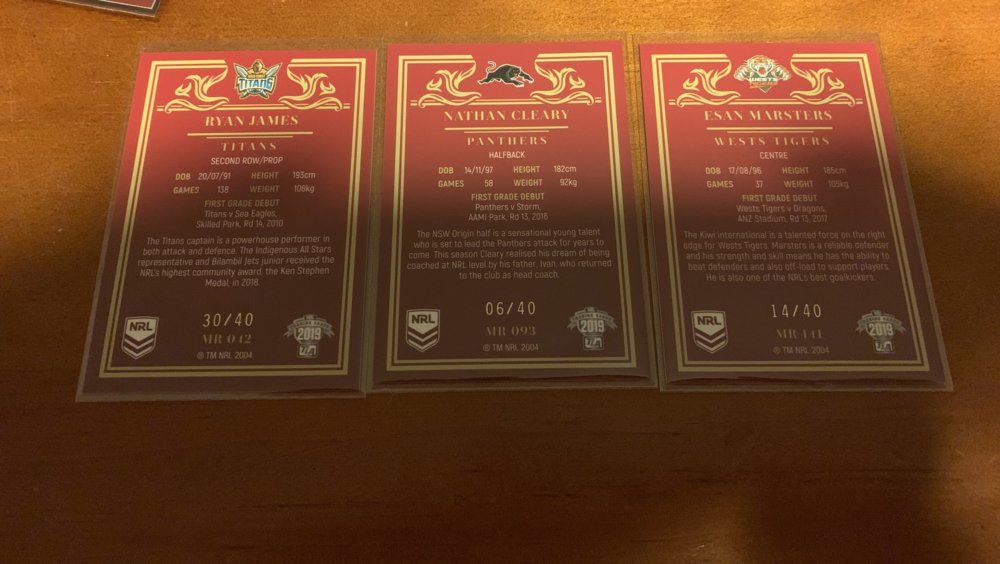 TITANS
RYAN JAMES
TITANS
SECOND ROW/PROP
DOB 20/07/91 HEIGHT 193cm
GAMES 138 WEIGHT 106kg
FIRST GRADE DEBUT
Titans v Sea Eagles,
Skilled Park, Rd 14, 2010
The Titans captain is a powerhouse performer in
both attack and defence. The Indigenous All Stars
representative and Bilambil Jets junior received the
NRL's highest community award, the Ken Stephen
Medal, in 2018.
30/40
NRL
MR 042
2019
® TM NRL 2004
NATHAN CLEARY
PANTHERS
HALFBACK
DOB 14/11/97 HEIGHT 182cm
GAMES 58 WEIGHT 92kg
FIRST GRADE DEBUT
Panthers v Storm,
AAMI Park, Rd 13, 2016
The NSW Origin half is a sensational young talent
who is set to lead the Panthers attack for years to
come. This season Cleary realised his dream of being
coached at NRL level by his father, Ivan, who returned
to the club as head coach.
06/40
NRL
MR 093
2019
® TM NRL 2004
WESTS
ESAN MARSTERS
WESTS TIGERS
CENTRE
DOB 17/08/96 HEIGHT 185cm
GAMES 37 WEIGHT 105kg
FIRST GRADE DEBUT
Wests Tigers v Dragons,
ANZ Stadium, Rd 13, 2017
The Kiwi international is a talented force on the right
edge for Wests Tigers. Marsters is a reliable defender
and his strength and skill means he has the ability to
beat defenders and also off-load to support players.
He is also one of the NRL's best goalkickers.
14/40
NRL
MR 141
2019
® TM NRL 2004